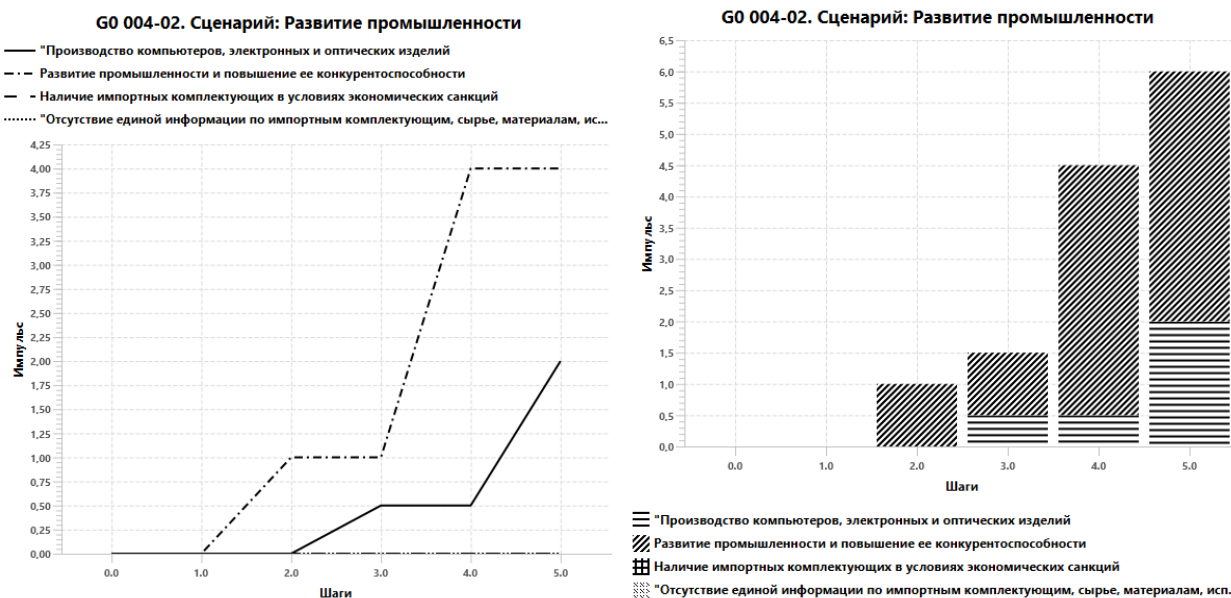 G0 004-02. Сценарий: Развитие промышленности
"Производство компьютеров, электронных и оптических изделий
Развитие промышленности и повышение ее конкурентоспособности
Наличие импортных комплектующих в условиях экономических санкций
"Отсутствие единой информации по импортным комплектующим, сырье, материалам, ис...
4,25
4,00
3,75
3,50
3,25
3,00
2,75
2,50
2,25
2,00
1,75
1,50
1,25
1,00
0,75
0,50
0,25
0,00
Импульс
0.0 1.0 2.0 3.0 4.0 5.0
Шаги
G0 004-02. Сценарий: Развитие промышленности
6,5
6,0
5,5
5,0
4,5
4,0
3,5
3,0
2,5
2,0
1,5
1,0
0,5
0,0
Импульс
0.0 1.0 2.0 3.0 4.0 5.0
Шаги
"Производство компьютеров, электронных и оптических изделий
Развитие промышленности и повышение ее конкурентоспособности
Наличие импортных комплектующих в условиях экономических санкций
"Отсутствие единой информации по импортным комплектующим, сырье, материалам, исп.